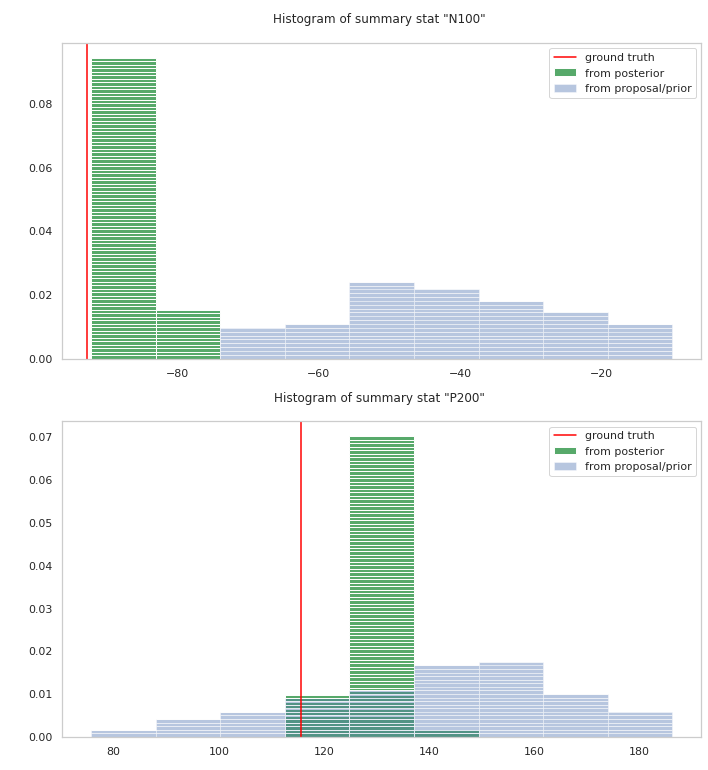 Histogram of summary stat "N100"
ground truth
from posterior
from proposal/prior
0.08
0.06
0.04
0.02
0.00
−80 −60 −40 −20
Histogram of summary stat "P200"
ground truth
from posterior
from proposal/prior
0.07
0.06
0.05
0.04
0.03
0.02
0.01
0.00
80 100 120 140 160 180